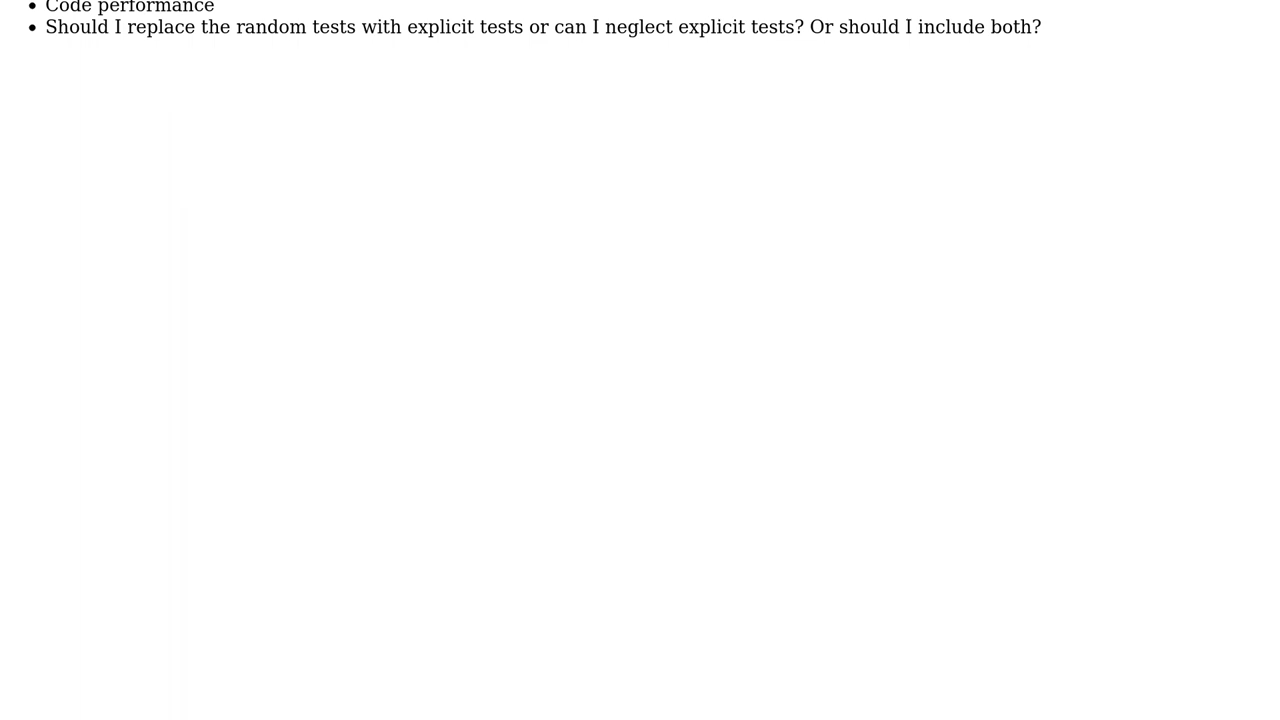 Code performance
Should I replace the random tests with explicit tests or can I neglect explicit tests? Or should I include both?